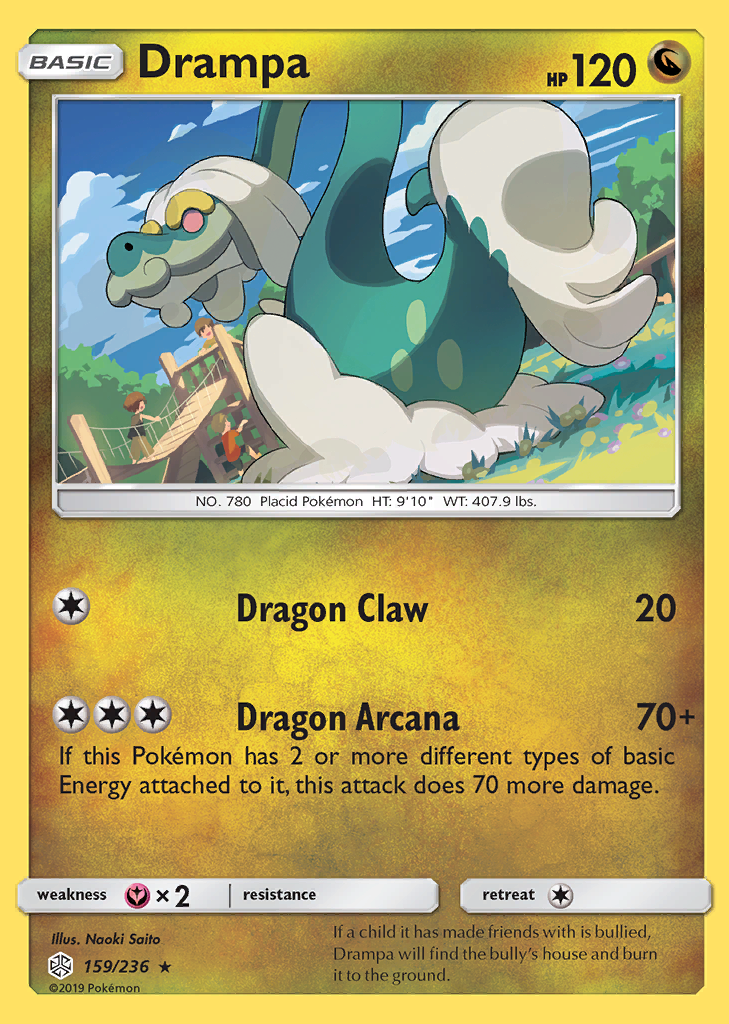 BASIC
Drampa
HP 120
NO. 780 Placid Pokémon HT: 9'10" WT: 407.9 lbs.
Dragon Claw 20
Dragon Arcana 70+
If this Pokémon has 2 or more different types of basic
Energy attached to it, this attack does 70 more damage.
weakness × 2 resistance retreat
Illus. Naoki Saito
159/236 ★
©2019 Pokémon
If a child it has made friends with is bullied,
Drampa will find the bully's house and burn
it to the ground.